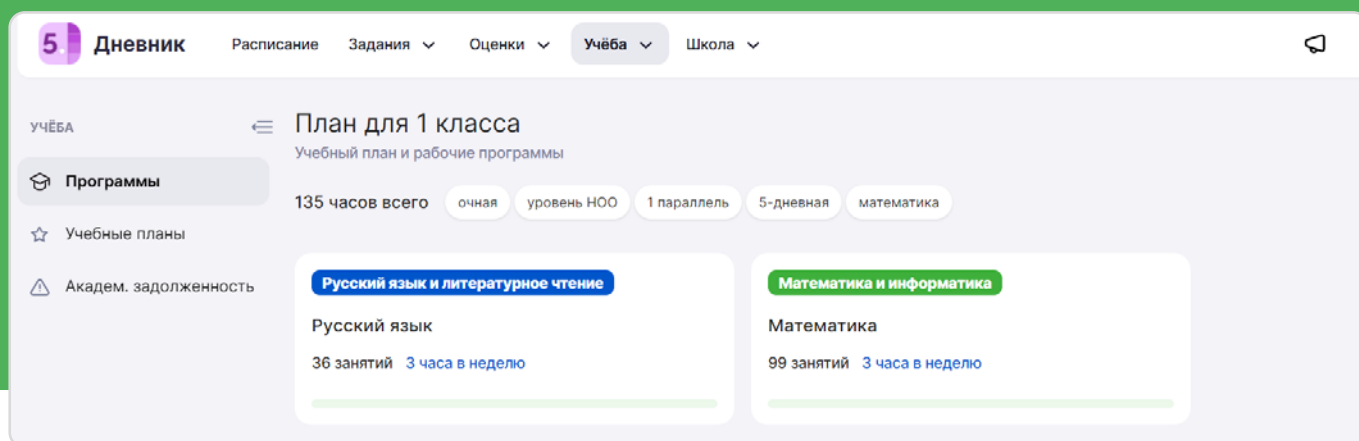 5. Дневник Расписание Задания Оценки Учёба Школа
УЧЁБА
Программы
Учебные планы
Академ. задолженность
План для 1 класса
Учебный план и рабочие программы
135 часов всего очная уровень НОО 1 параллель 5-дневная математика
Русский язык и литературное чтение
Русский язык
36 занятий 3 часа в неделю
Математика и информатика
Математика
99 занятий 3 часа в неделю